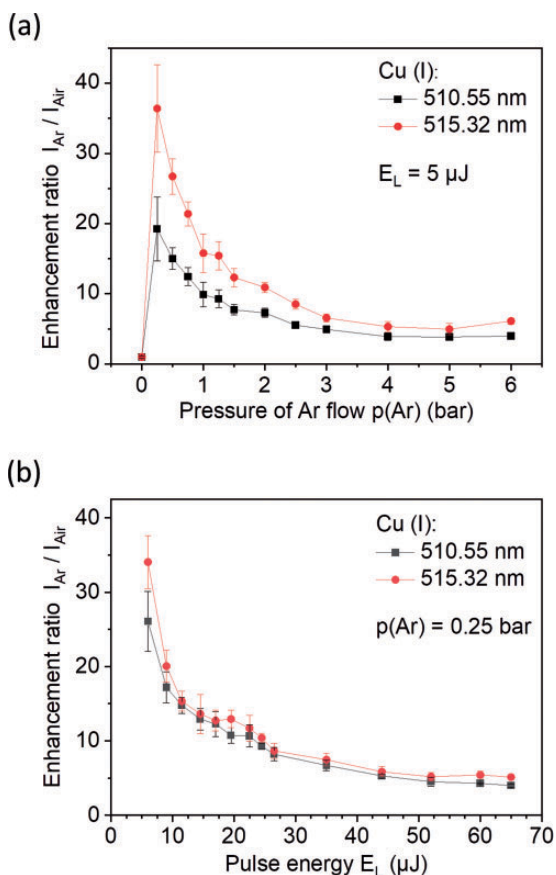 (a)
Enhancement ratio I_Ar / I_Air
40
30
20
10
0
Cu (I):
510.55 nm
515.32 nm
E_L = 5 µJ
0 1 2 3 4 5 6
Pressure of Ar flow p(Ar) (bar)
(b)
Enhancement ratio I_Ar / I_Air
40
30
20
10
0
Cu (I):
510.55 nm
515.32 nm
p(Ar) = 0.25 bar
0 10 20 30 40 50 60 70
Pulse energy E_L (µJ)